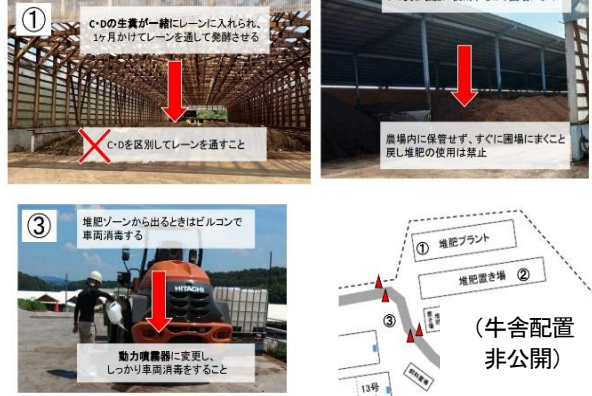 ①
C・Dの生糞が一緒にレーンに入れられ、
1ヶ月かけてレーンを通して発酵させる
C・Dを区別してレーンを通すこと
農場内に保管せず、すぐに圃場にまくこと
戻し堆肥の使用は禁止
③
堆肥ゾーンから出るときはビルコンで
車両消毒する
HITACHI
動力噴霧器に変更し、
しっかり車両消毒をすること
① 堆肥プラント
堆肥置き場 ②
③
13号
(牛舎配置
非公開)